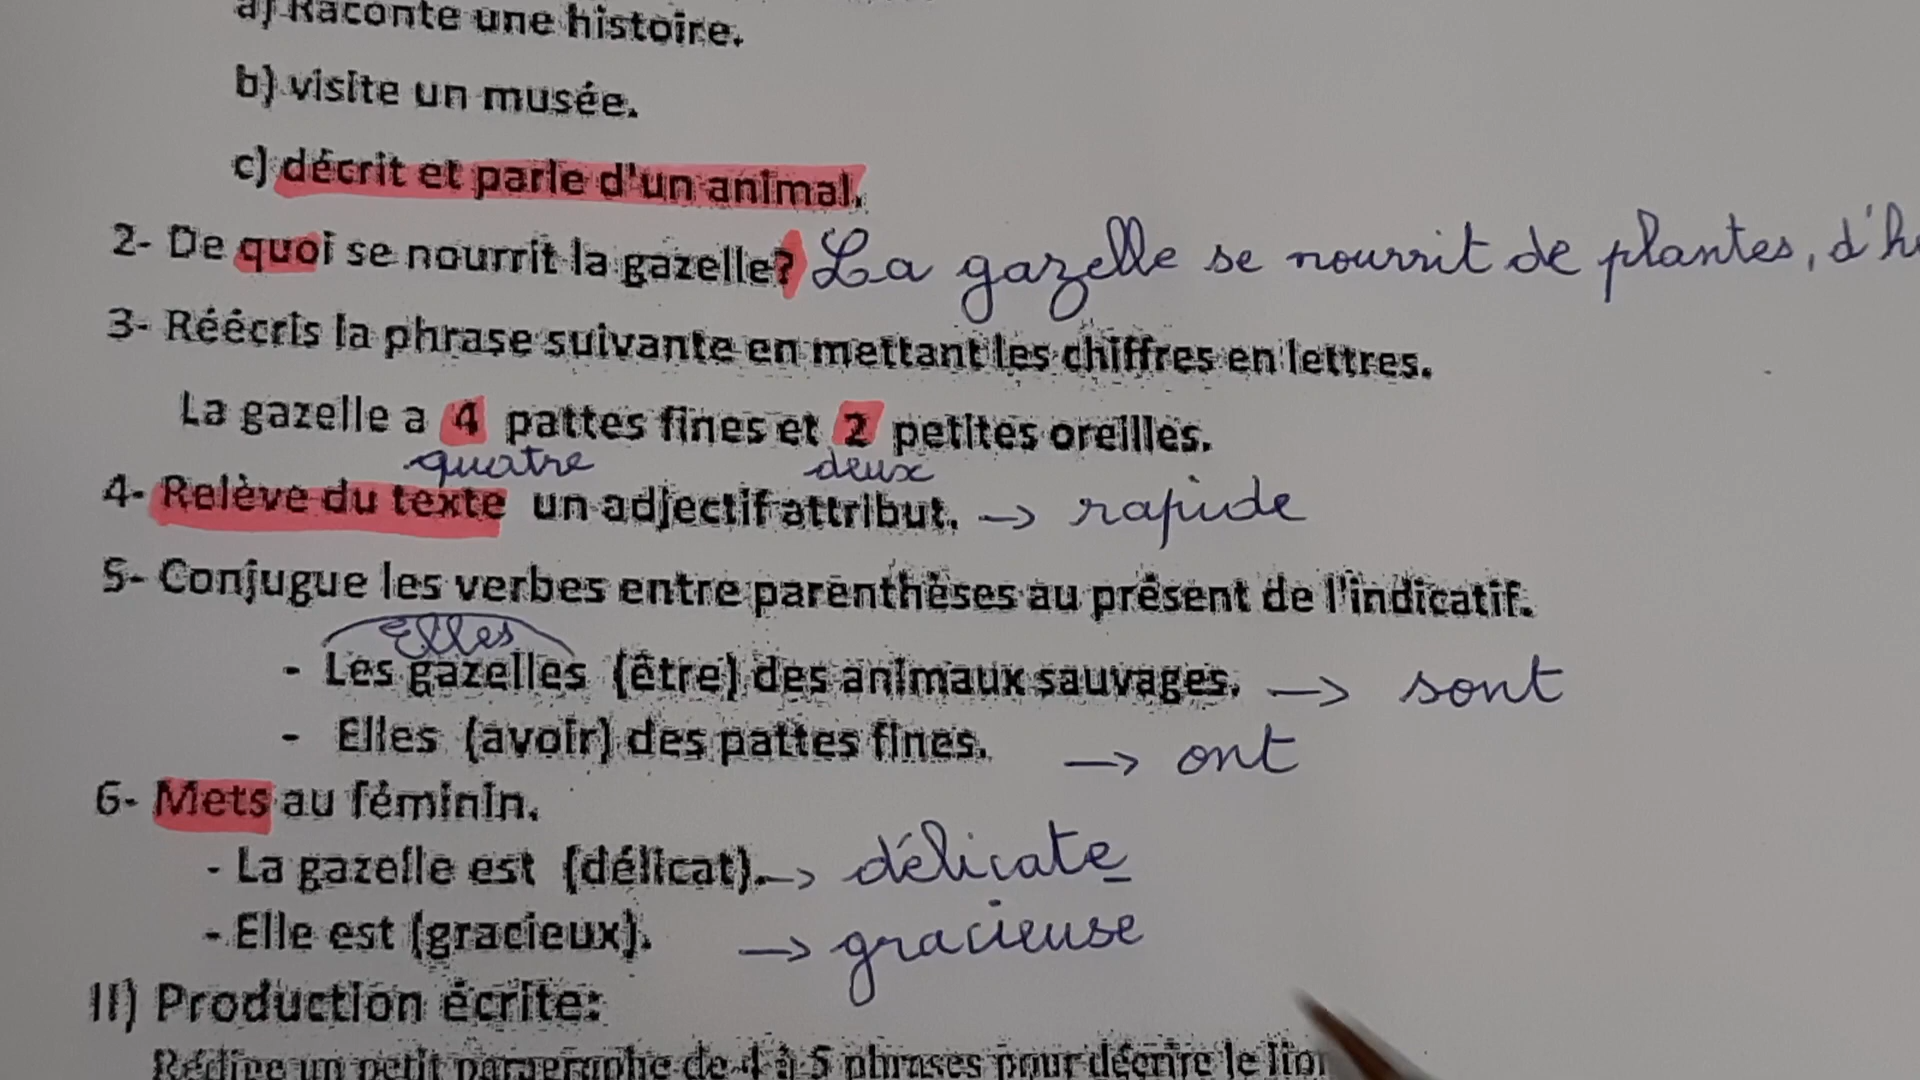 a) Raconte une histoire.
b) visite un musée.
c) décrit et parle d'un animal.
2- De quoi se nourrit la gazelle? La gazelle se nourrit de plantes, d'h
3- Réécris la phrase suivante en mettant les chiffres en lettres.
La gazelle a 4 pattes fines et 2 petites oreilles.
quatre deux
4- Relève du texte un adjectif attribut. → rapide
5- Conjugue les verbes entre parenthèses au présent de l'indicatif.
Elles
- Les gazelles (être) des animaux sauvages. → sont
- Elles (avoir) des pattes fines. → ont
6- Mets au féminin.
- La gazelle est (délicat). → délicate
- Elle est (gracieux). → gracieuse
II) Production écrite:
Rédige un petit paragraphe de 4 à 5 phrases pour décrire le lion